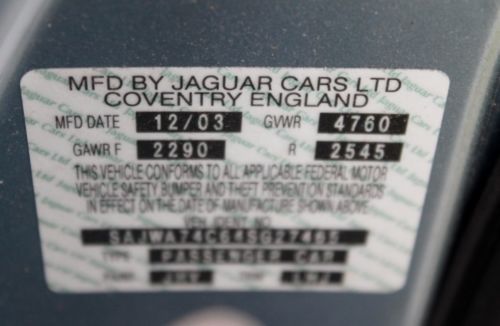 MFD BY JAGUAR CARS LTD
COVENTRY ENGLAND
MFD DATE 12/03 GVWR 4760
GAWR F 2290 R 2545
THIS VEHICLE CONFORMS TO ALL APPLICABLE FEDERAL MOTOR
VEHICLE SAFETY BUMPER AND THEFT PREVENTION STANDARDS
IN EFFECT ON THE DATE OF MANUFACTURE SHOWN ABOVE
VEH. IDENT NO.
TYPE PASSENGER CAR